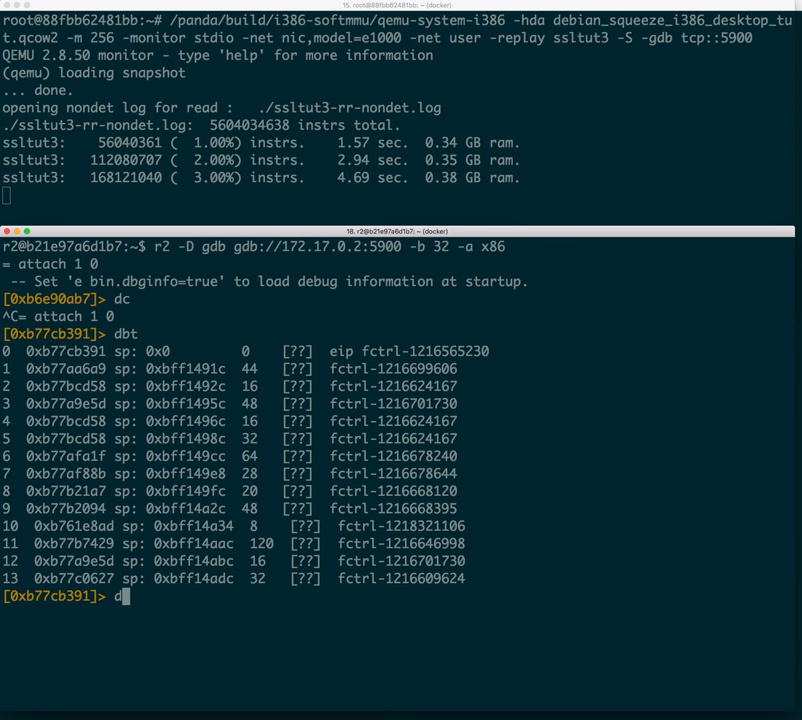 15. root@88fbb62481bb: ~ (docker)
root@88fbb62481bb:~# /panda/build/i386-softmmu/qemu-system-i386 -hda debian_squeeze_i386_desktop_tu
t.qcow2 -m 256 -monitor stdio -net nic,model=e1000 -net user -replay ssltut3 -S -gdb tcp::5900
QEMU 2.8.50 monitor - type 'help' for more information
(qemu) loading snapshot
... done.
opening nondet log for read :   ./ssltut3-rr-nondet.log
./ssltut3-rr-nondet.log:  5604034638 instrs total.
ssltut3:    56040361 (  1.00%) instrs.    1.57 sec.  0.34 GB ram.
ssltut3:   112080707 (  2.00%) instrs.    2.94 sec.  0.35 GB ram.
ssltut3:   168121040 (  3.00%) instrs.    4.69 sec.  0.38 GB ram.
18. r2@b21e97a6d1b7: ~ (docker)
r2@b21e97a6d1b7:~$ r2 -D gdb gdb://172.17.0.2:5900 -b 32 -a x86
= attach 1 0
 -- Set 'e bin.dbginfo=true' to load debug information at startup.
[0xb6e90ab7]> dc
^C= attach 1 0
[0xb77cb391]> dbt
0  0xb77cb391 sp: 0x0         0    [??]  eip fctrl-1216565230
1  0xb77aa6a9 sp: 0xbff1491c  44   [??]  fctrl-1216699606
2  0xb77bcd58 sp: 0xbff1492c  16   [??]  fctrl-1216624167
3  0xb77a9e5d sp: 0xbff1495c  48   [??]  fctrl-1216701730
4  0xb77bcd58 sp: 0xbff1496c  16   [??]  fctrl-1216624167
5  0xb77bcd58 sp: 0xbff1498c  32   [??]  fctrl-1216624167
6  0xb77afa1f sp: 0xbff149cc  64   [??]  fctrl-1216678240
7  0xb77af88b sp: 0xbff149e8  28   [??]  fctrl-1216678644
8  0xb77b21a7 sp: 0xbff149fc  20   [??]  fctrl-1216668120
9  0xb77b2094 sp: 0xbff14a2c  48   [??]  fctrl-1216668395
10  0xb761e8ad sp: 0xbff14a34  8    [??]  fctrl-1218321106
11  0xb77b7429 sp: 0xbff14aac  120  [??]  fctrl-1216646998
12  0xb77a9e5d sp: 0xbff14abc  16   [??]  fctrl-1216701730
13  0xb77c0627 sp: 0xbff14adc  32   [??]  fctrl-1216609624
[0xb77cb391]> d